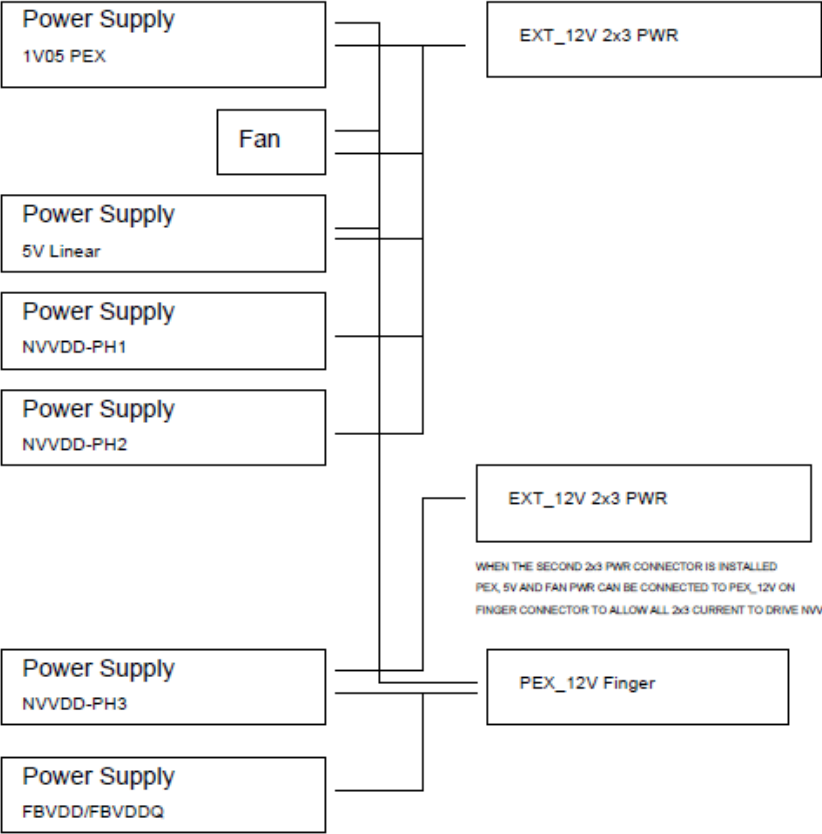 Power Supply
1V05 PEX
EXT_12V 2x3 PWR
Fan
Power Supply
5V Linear
Power Supply
NVVDD-PH1
Power Supply
NVVDD-PH2
EXT_12V 2x3 PWR
WHEN THE SECOND 2x3 PWR CONNECTOR IS INSTALLED
PEX, 5V AND FAN PWR CAN BE CONNECTED TO PEX_12V ON
FINGER CONNECTOR TO ALLOW ALL 2x3 CURRENT TO DRIVE NVV
Power Supply
NVVDD-PH3
PEX_12V Finger
Power Supply
FBVDD/FBVDDQ